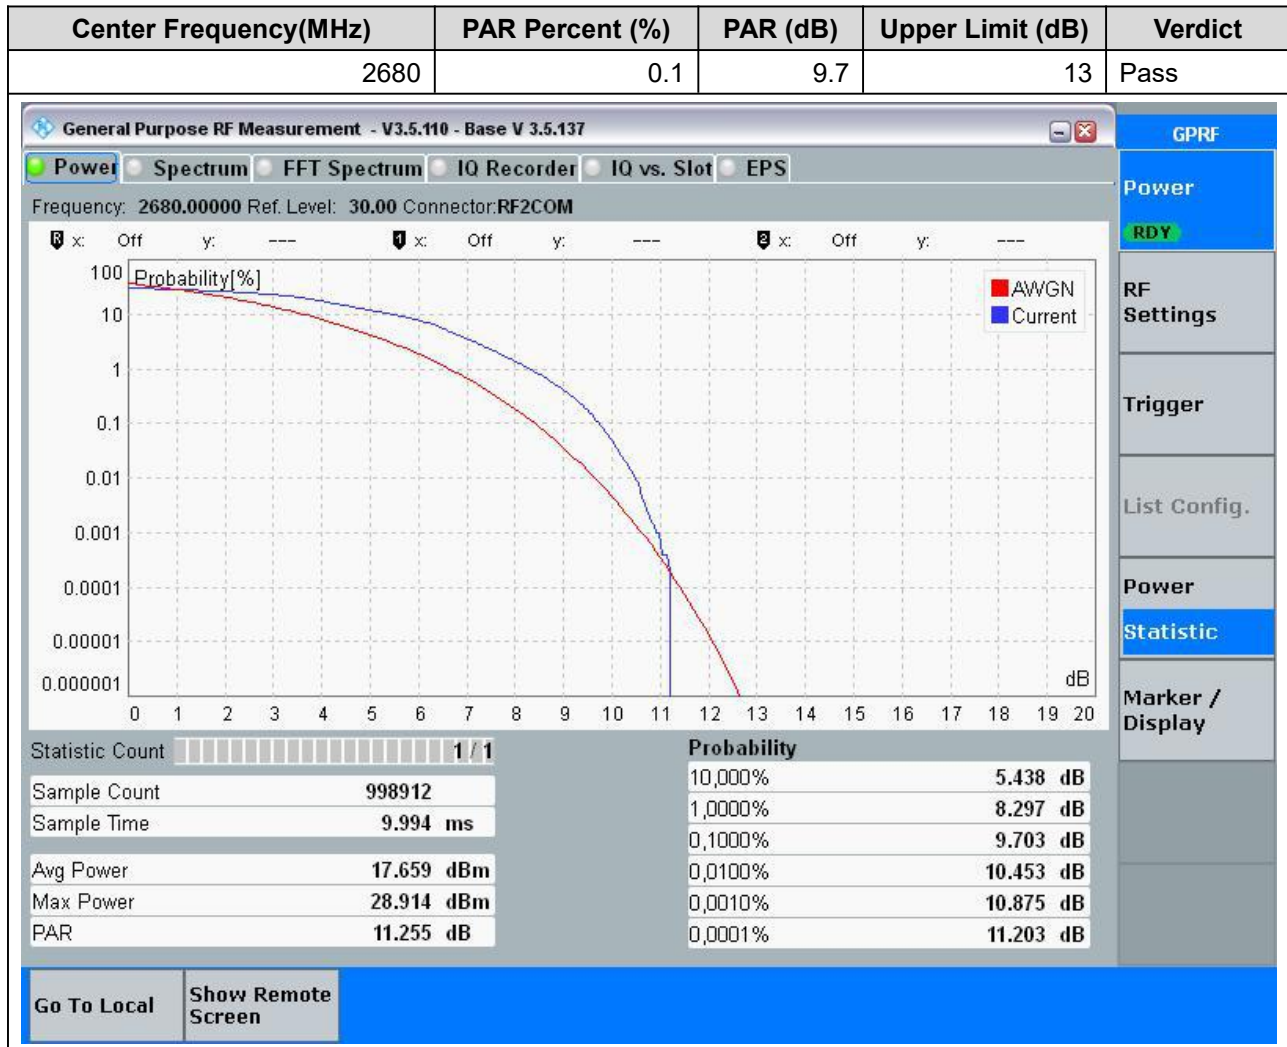 Center Frequency(MHz) PAR Percent (%) PAR (dB) Upper Limit (dB) Verdict
2680 0.1 9.7 13 Pass
General Purpose RF Measurement - V3.5.110 - Base V 3.5.137
GPRF
Power Spectrum FFT Spectrum IQ Recorder IQ vs. Slot EPS
Frequency: 2680.00000 Ref. Level: 30.00 Connector:RF2COM
R x: Off y: --- 1 x: Off y: --- 2 x: Off y: ---
Probability[%]
AWGN
Current
100
10
1
0.1
0.01
0.001
0.0001
0.00001
0.000001
dB
0 1 2 3 4 5 6 7 8 9 10 11 12 13 14 15 16 17 18 19 20
Statistic Count 1 / 1
Sample Count 998912
Sample Time 9.994 ms
Avg Power 17.659 dBm
Max Power 28.914 dBm
PAR 11.255 dB
Probability
10,000% 5.438 dB
1,0000% 8.297 dB
0,1000% 9.703 dB
0,0100% 10.453 dB
0,0010% 10.875 dB
0,0001% 11.203 dB
Power
RDY
RF
Settings
Trigger
List Config.
Power
Statistic
Marker /
Display
Go To Local
Show Remote
Screen